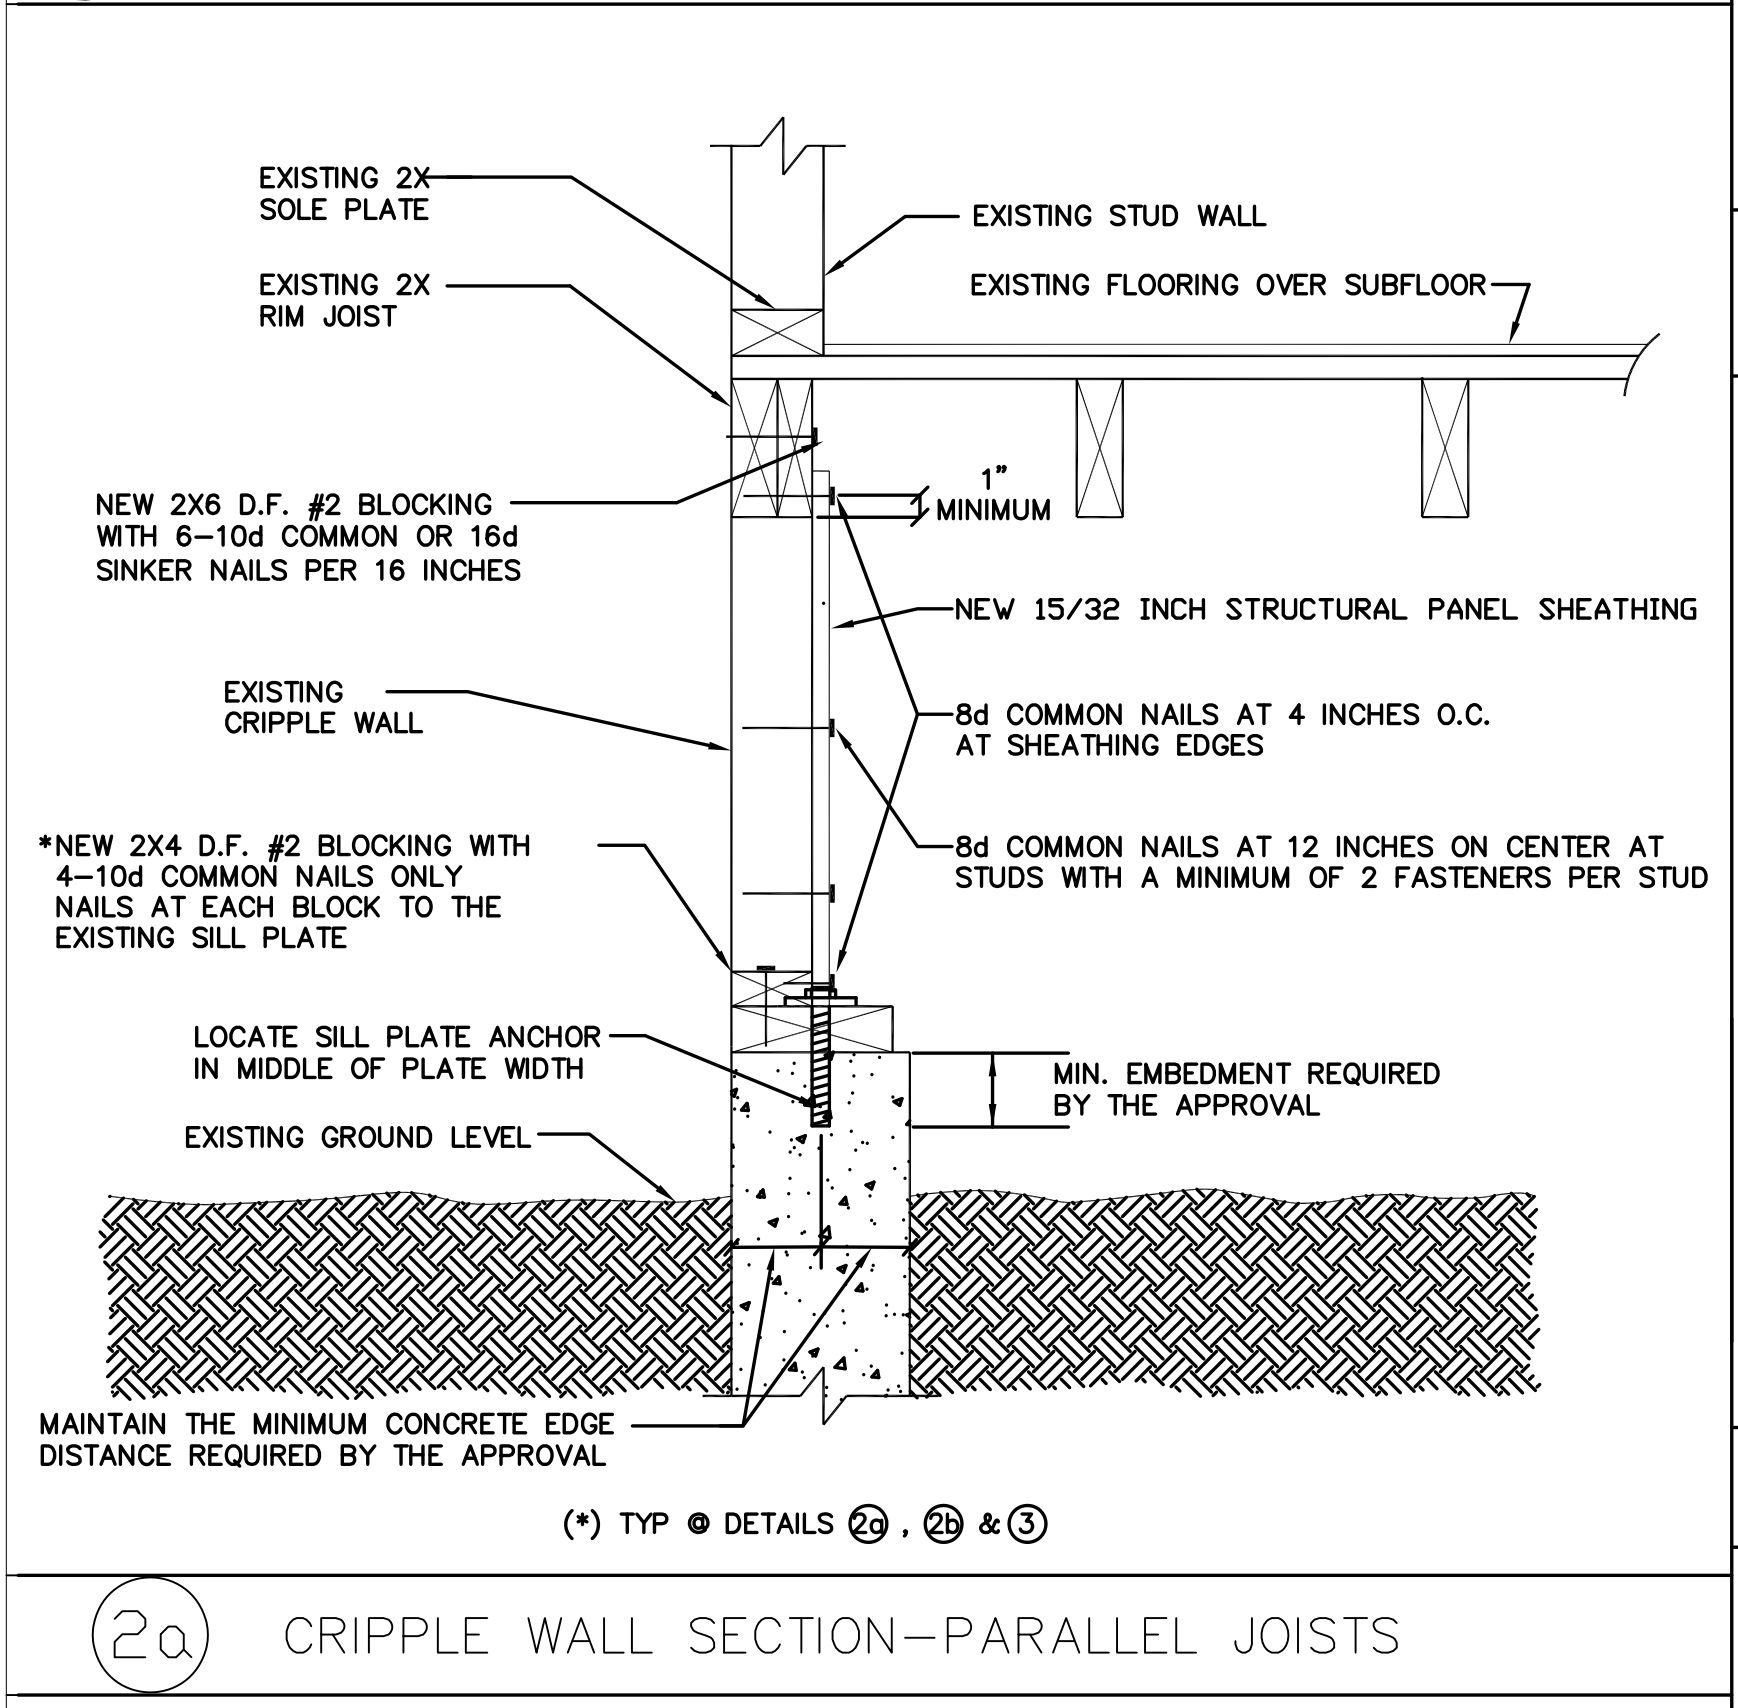 EXISTING 2X
SOLE PLATE
EXISTING STUD WALL
EXISTING 2X
RIM JOIST
EXISTING FLOORING OVER SUBFLOOR
NEW 2X6 D.F. #2 BLOCKING
WITH 6-10d COMMON OR 16d
SINKER NAILS PER 16 INCHES
1"
MINIMUM
NEW 15/32 INCH STRUCTURAL PANEL SHEATHING
EXISTING
CRIPPLE WALL
8d COMMON NAILS AT 4 INCHES O.C.
AT SHEATHING EDGES
*NEW 2X4 D.F. #2 BLOCKING WITH
4-10d COMMON NAILS ONLY
NAILS AT EACH BLOCK TO THE
EXISTING SILL PLATE
8d COMMON NAILS AT 12 INCHES ON CENTER AT
STUDS WITH A MINIMUM OF 2 FASTENERS PER STUD
LOCATE SILL PLATE ANCHOR
IN MIDDLE OF PLATE WIDTH
MIN. EMBEDMENT REQUIRED
BY THE APPROVAL
EXISTING GROUND LEVEL
MAINTAIN THE MINIMUM CONCRETE EDGE
DISTANCE REQUIRED BY THE APPROVAL
(*) TYP @ DETAILS 2a , 2b & 3
2a CRIPPLE WALL SECTION-PARALLEL JOISTS